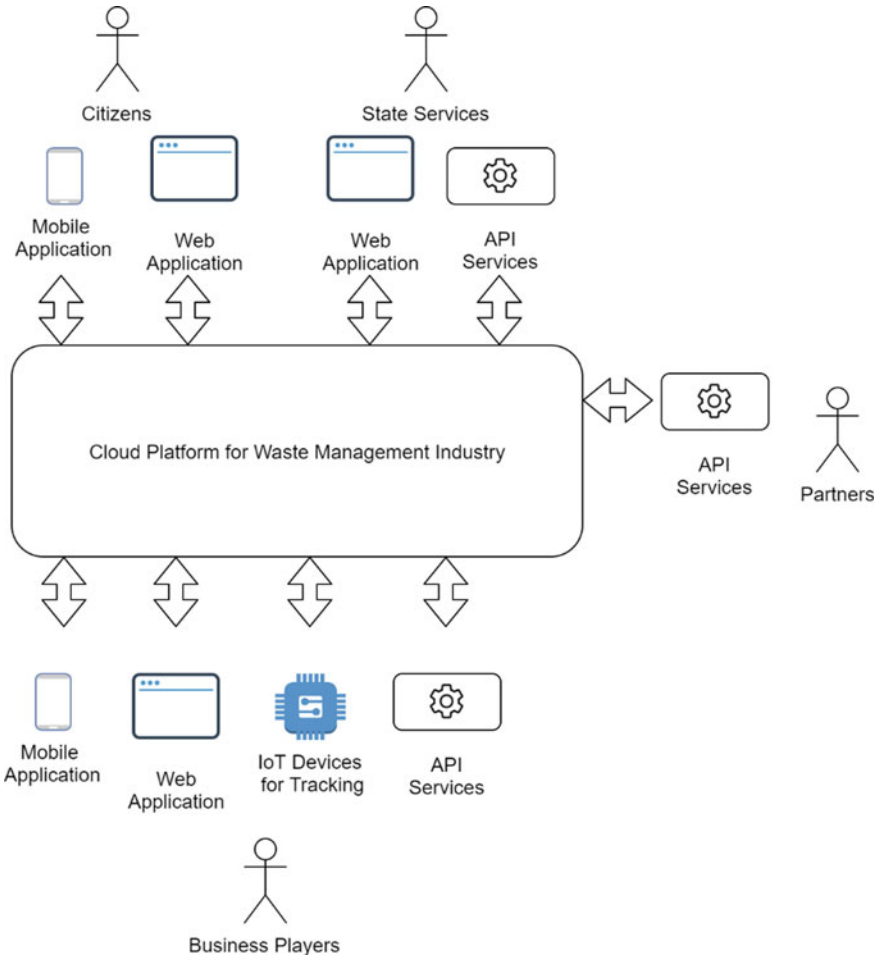 Citizens
State Services
Mobile
Application
Web
Application
Web
Application
API
Services
Cloud Platform for Waste Management Industry
API
Services
Partners
Mobile
Application
Web
Application
IoT Devices
for Tracking
API
Services
Business Players